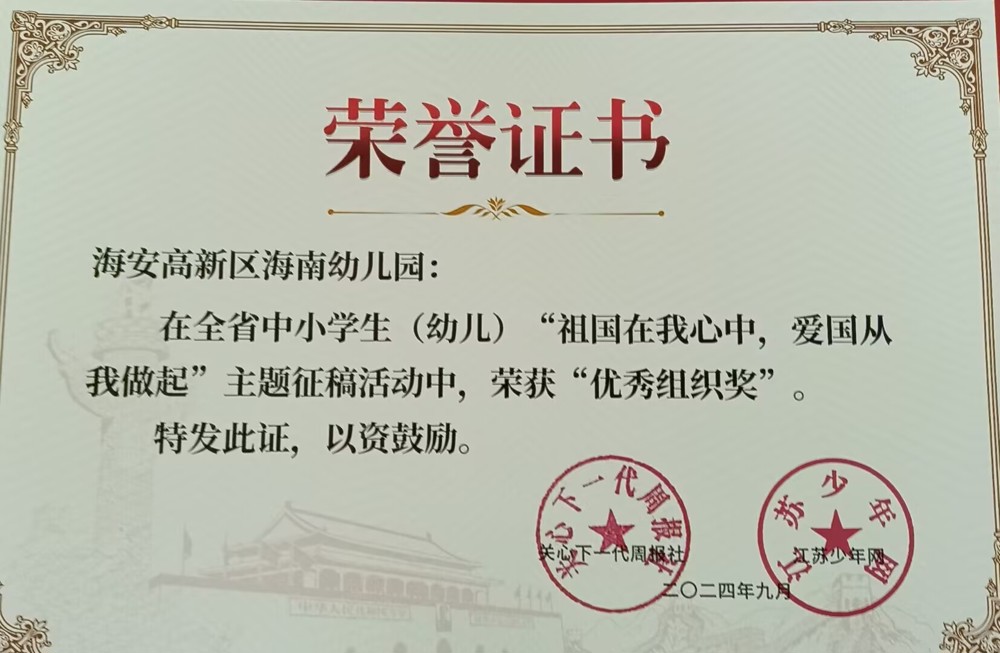 荣誉证书
海安高新区海南幼儿园：
在全省中小学生（幼儿）“祖国在我心中，爱国从
我做起”主题征稿活动中，荣获“优秀组织奖”。
特发此证，以资鼓励。
关心下一代周报社
江苏少年网
关心下一代周报社
江苏少年网
二〇二四年九月